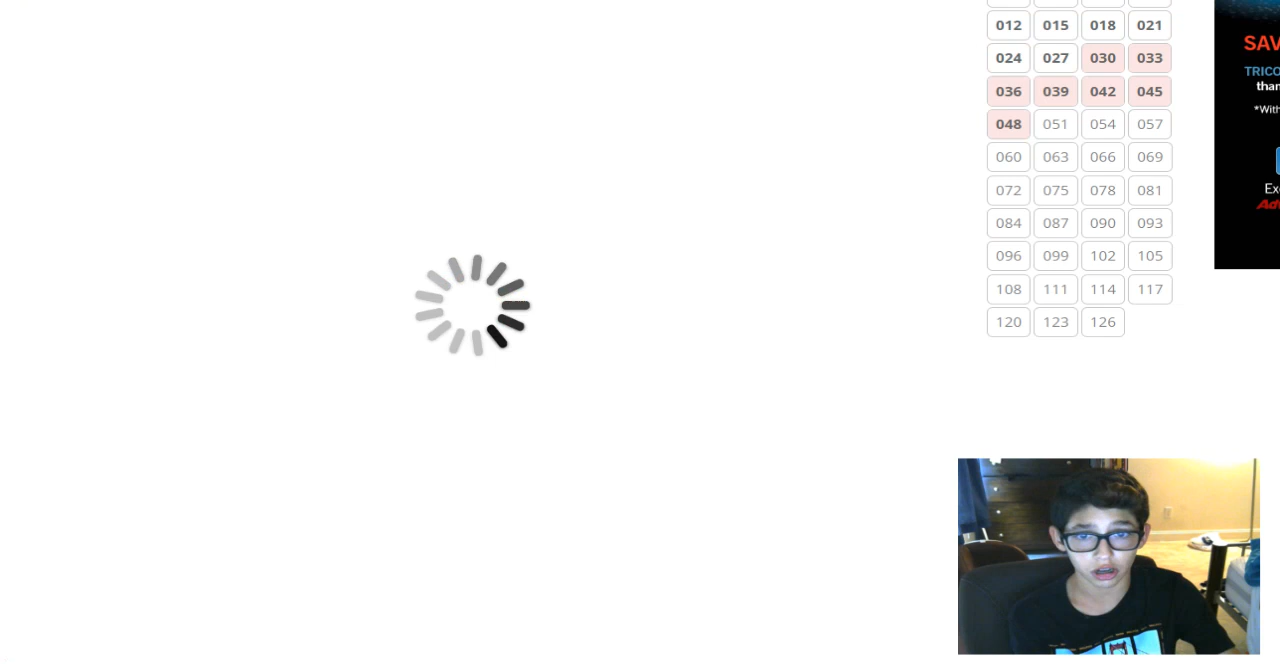 012 015 018 021
024 027 030 033
036 039 042 045
048 051 054 057
060 063 066 069
072 075 078 081
084 087 090 093
096 099 102 105
108 111 114 117
120 123 126
SAV
TRICO
than
*With
Ex
Adv